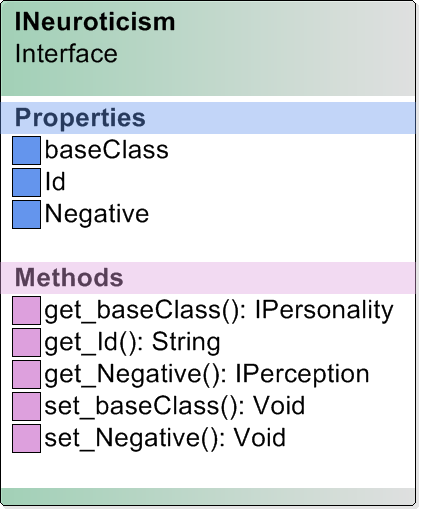 INeuroticism
Interface
Properties
baseClass
Id
Negative
Methods
get_baseClass(): IPersonality
get_Id(): String
get_Negative(): IPerception
set_baseClass(): Void
set_Negative(): Void